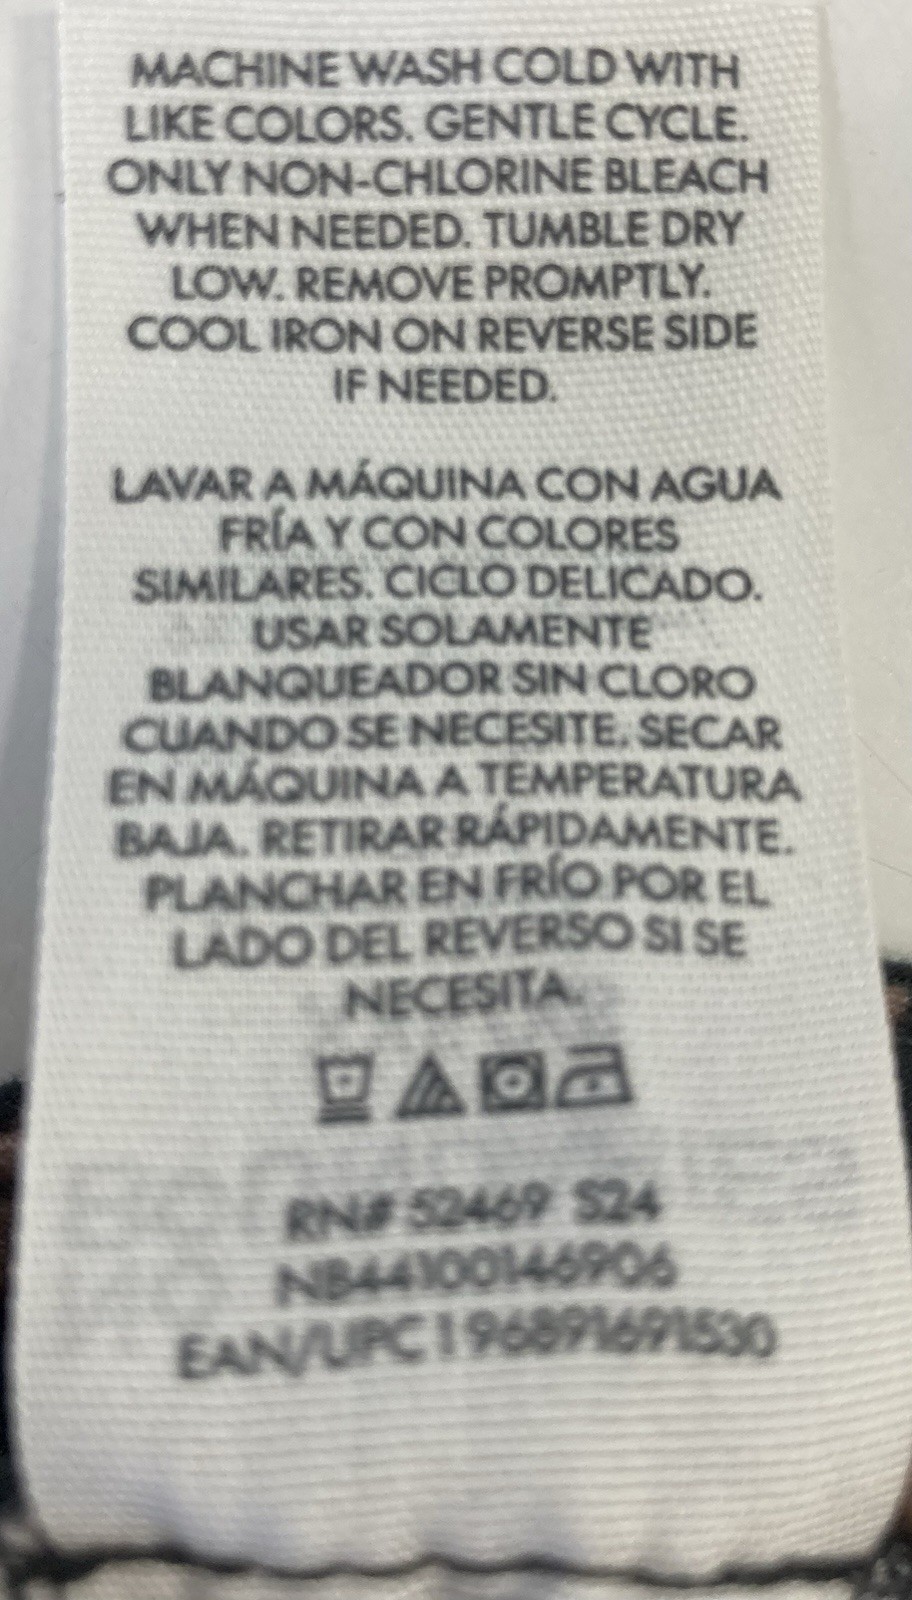 MACHINE WASH COLD WITH
LIKE COLORS. GENTLE CYCLE.
ONLY NON-CHLORINE BLEACH
WHEN NEEDED. TUMBLE DRY
LOW. REMOVE PROMPTLY.
COOL IRON ON REVERSE SIDE
IF NEEDED.
LAVAR A MÁQUINA CON AGUA
FRÍA Y CON COLORES
SIMILARES. CICLO DELICADO.
USAR SOLAMENTE
BLANQUEADOR SIN CLORO
CUANDO SE NECESITE. SECAR
EN MÁQUINA A TEMPERATURA
BAJA. RETIRAR RÁPIDAMENTE.
PLANCHAR EN FRÍO POR EL
LADO DEL REVERSO SI SE
NECESITA.
RN# 52469 S24
NB44100146906
EAN/UPC 196891691530